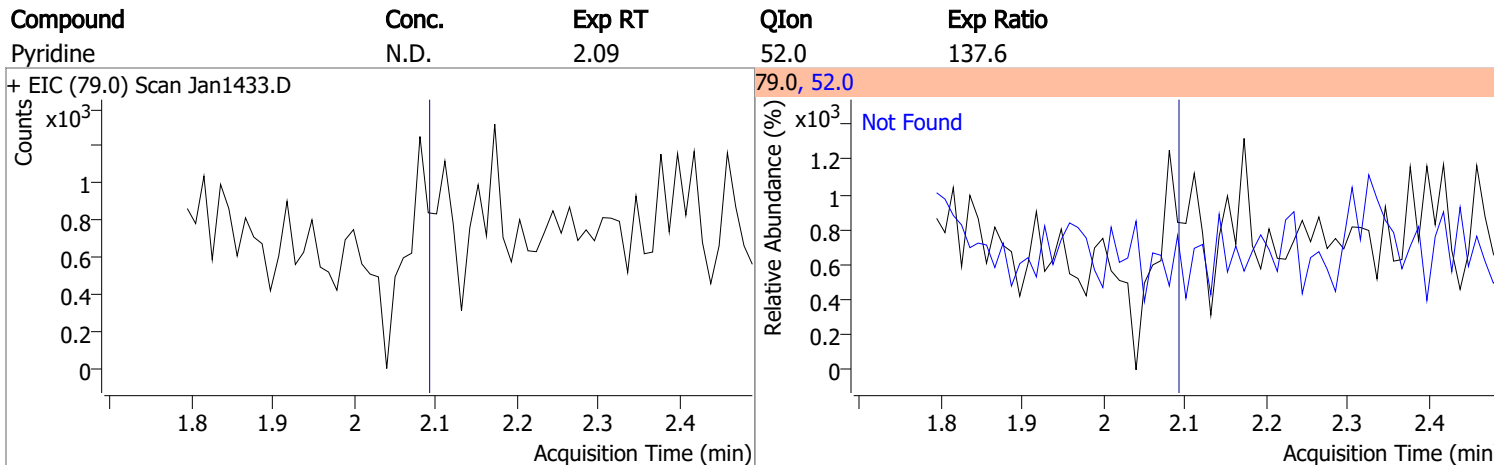 Compound Conc. Exp RT QIon Exp Ratio
Pyridine N.D. 2.09 52.0 137.6
+ EIC (79.0) Scan Jan1433.D
Counts
x10³
1
0.8
0.6
0.4
0.2
0
1.8 1.9 2 2.1 2.2 2.3 2.4
Acquisition Time (min)
79.0, 52.0
Relative Abundance (%)
x10³
Not Found
1.2
1
0.8
0.6
0.4
0.2
0
1.8 1.9 2 2.1 2.2 2.3 2.4
Acquisition Time (min